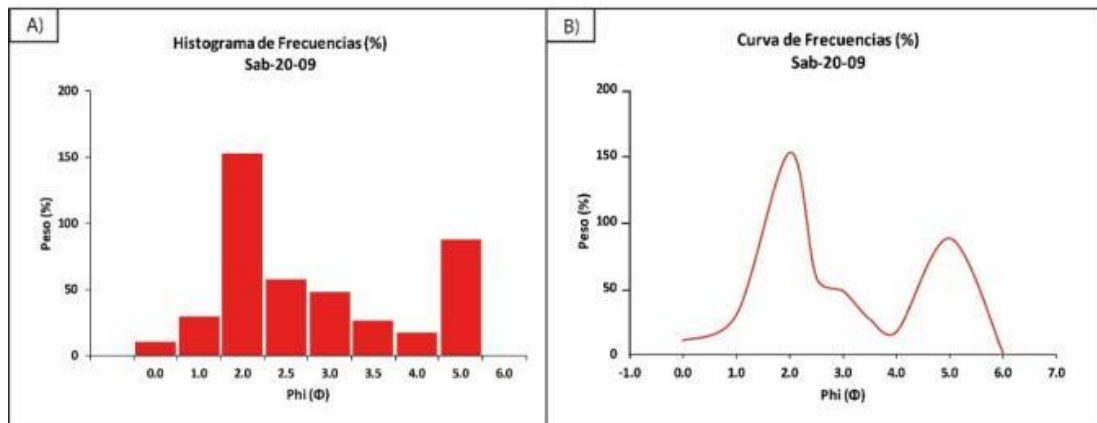 A)
Histograma de Frecuencias (%)
Sab-20-09
Peso (%)
200
150
100
50
0
0.0 1.0 2.0 2.5 3.0 3.5 4.0 5.0 6.0
Phi (Φ)
B)
Curva de Frecuencias (%)
Sab-20-09
Peso (%)
200
150
100
50
0
-1.0 0.0 1.0 2.0 3.0 4.0 5.0 6.0 7.0
Phi (Φ)